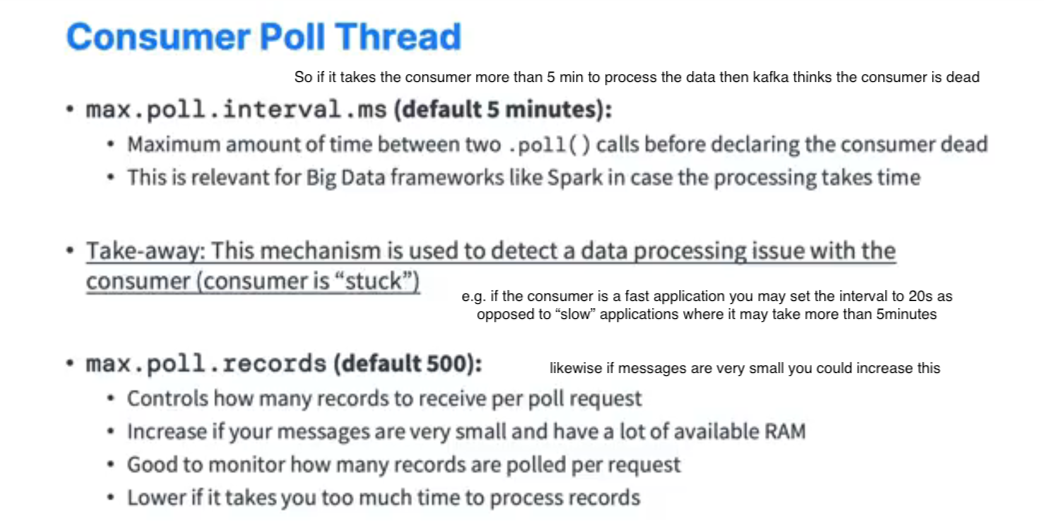 Consumer Poll Thread
So if it takes the consumer more than 5 min to process the data then kafka thinks the consumer is dead
• max.poll.interval.ms (default 5 minutes):
• Maximum amount of time between two .poll() calls before declaring the consumer dead
• This is relevant for Big Data frameworks like Spark in case the processing takes time
• Take-away: This mechanism is used to detect a data processing issue with the
consumer (consumer is “stuck”)
e.g. if the consumer is a fast application you may set the interval to 20s as
opposed to “slow” applications where it may take more than 5minutes
• max.poll.records (default 500):
likewise if messages are very small you could increase this
• Controls how many records to receive per poll request
• Increase if your messages are very small and have a lot of available RAM
• Good to monitor how many records are polled per request
• Lower if it takes you too much time to process records